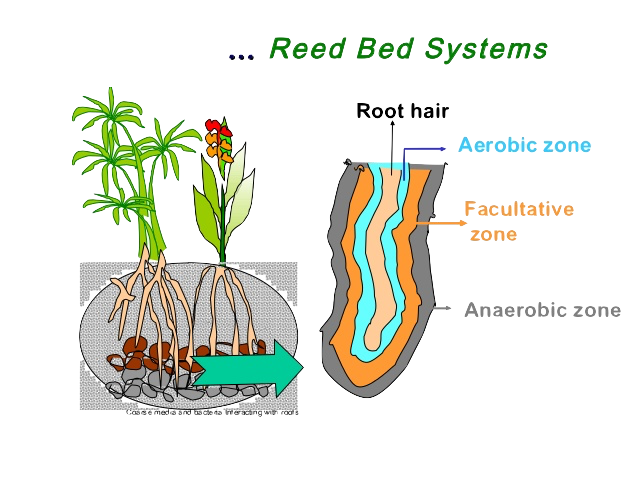 ... Reed Bed Systems
Root hair
Aerobic zone
Facultative
zone
Anaerobic zone
Coarse media and bacteria Interacting with roots